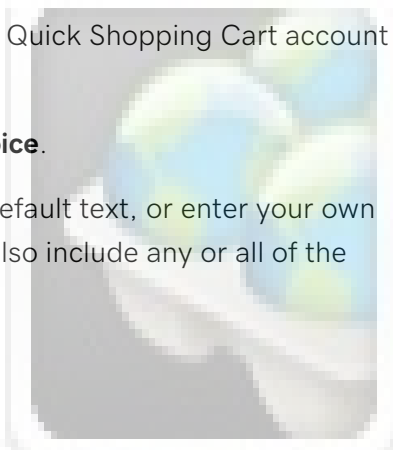 Quick Shopping Cart account
ice.
efault text, or enter your own
lso include any or all of the